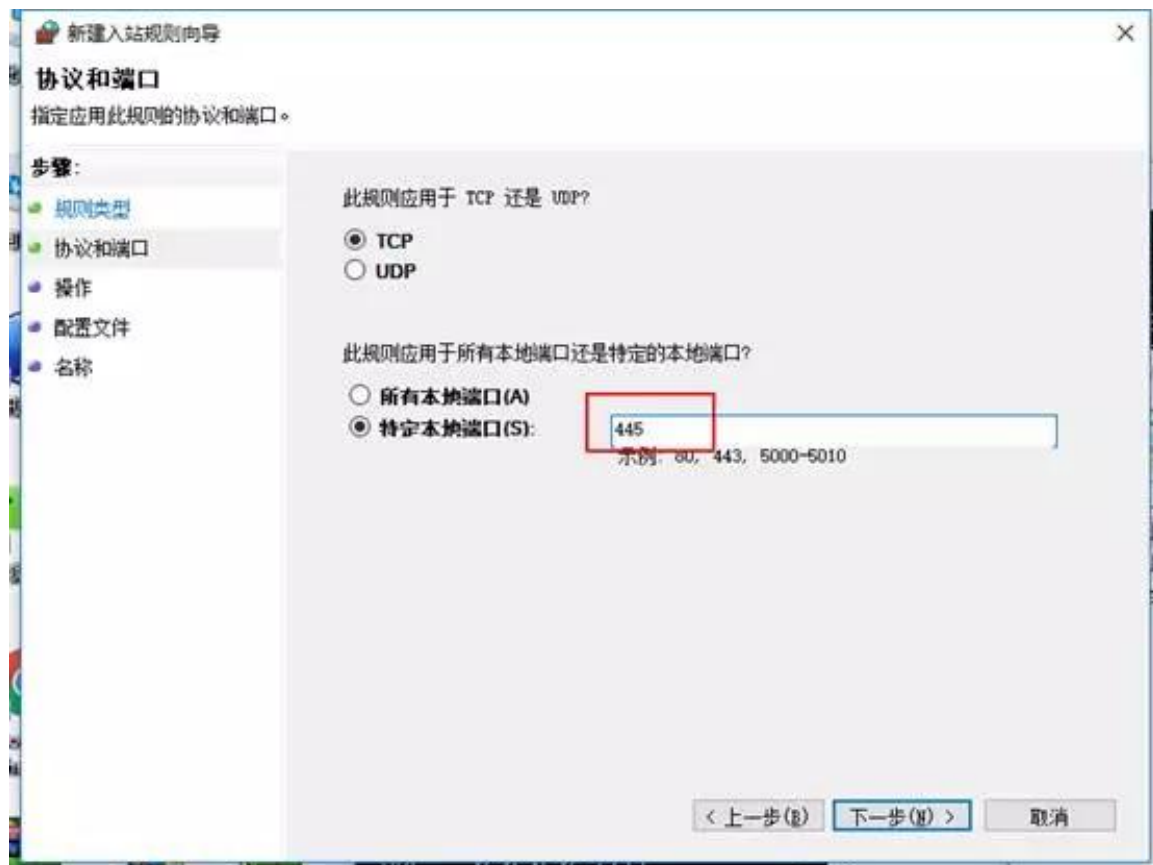 新建入站规则向导
协议和端口
指定应用此规则的协议和端口。
步骤:
规则类型
协议和端口
操作
配置文件
名称
此规则应用于 TCP 还是 UDP?
TCP
UDP
此规则应用于所有本地端口还是特定的本地端口?
所有本地端口(A)
特定本地端口(S):
445
示例: 80, 443, 5000-5010
< 上一步(B)
下一步(N) >
取消